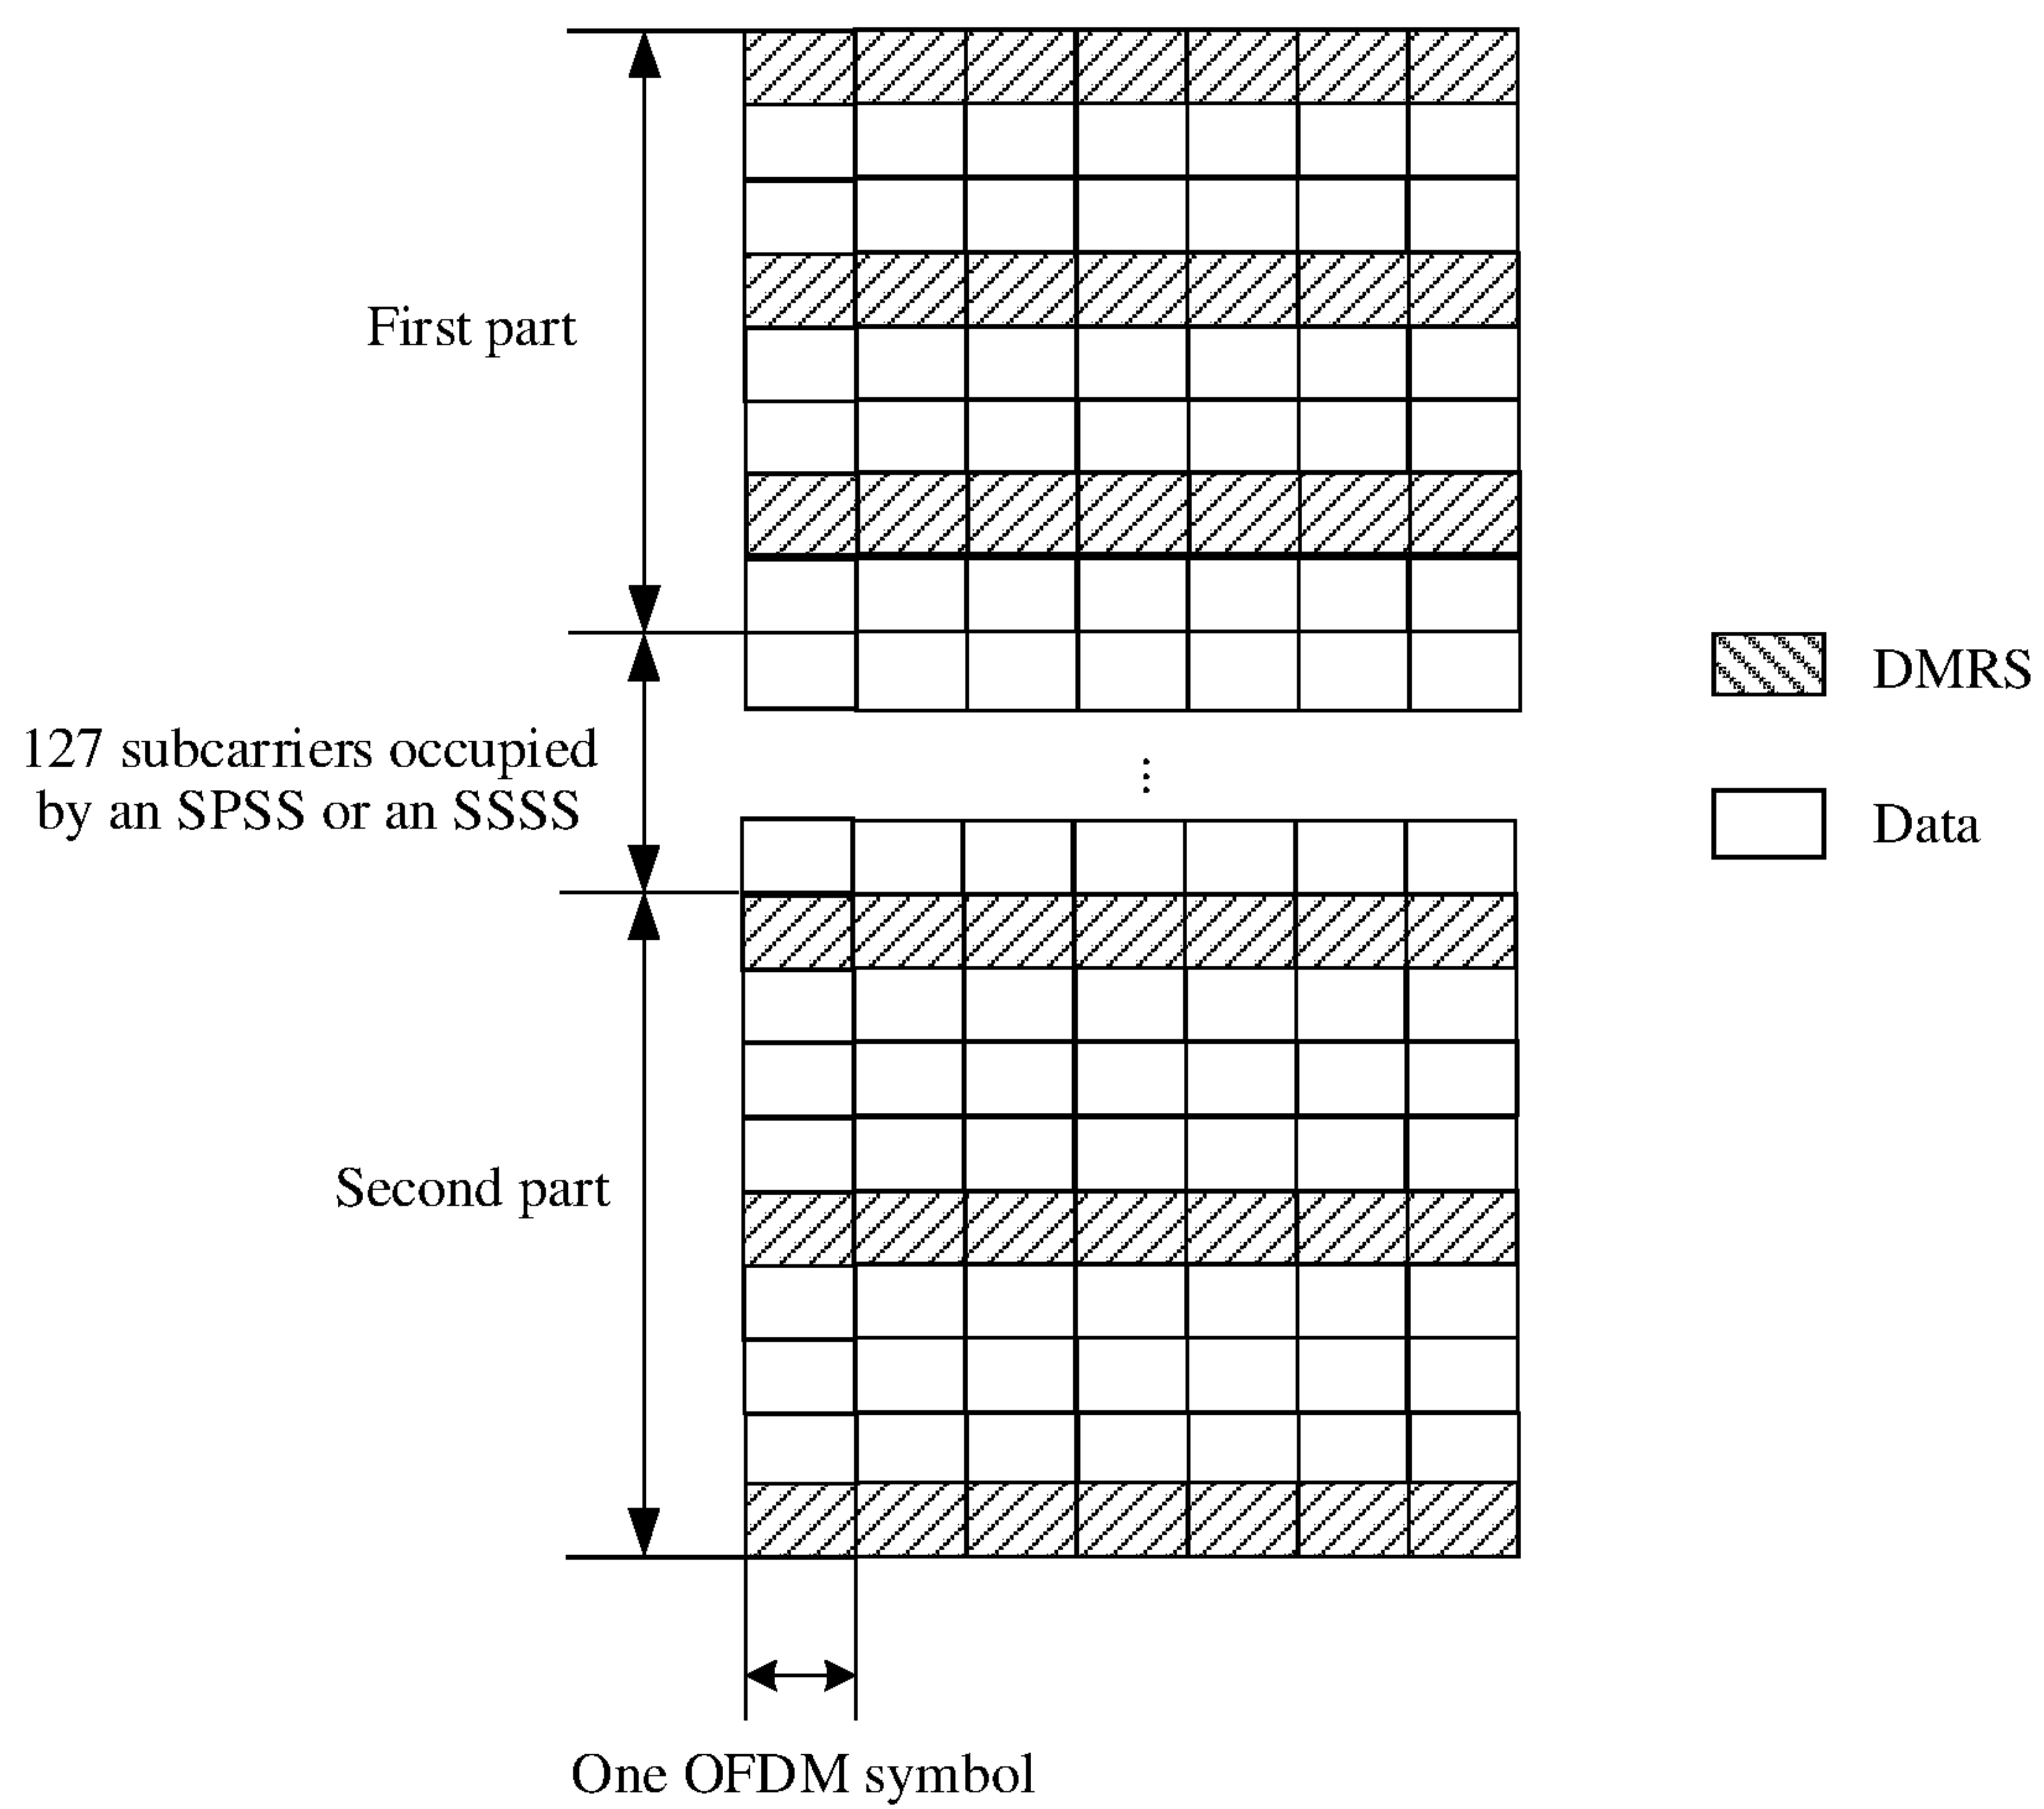 First part
DMRS
127 subcarriers occupied
by an SPSS or an SSSS
⋮
Data
Second part
One OFDM symbol